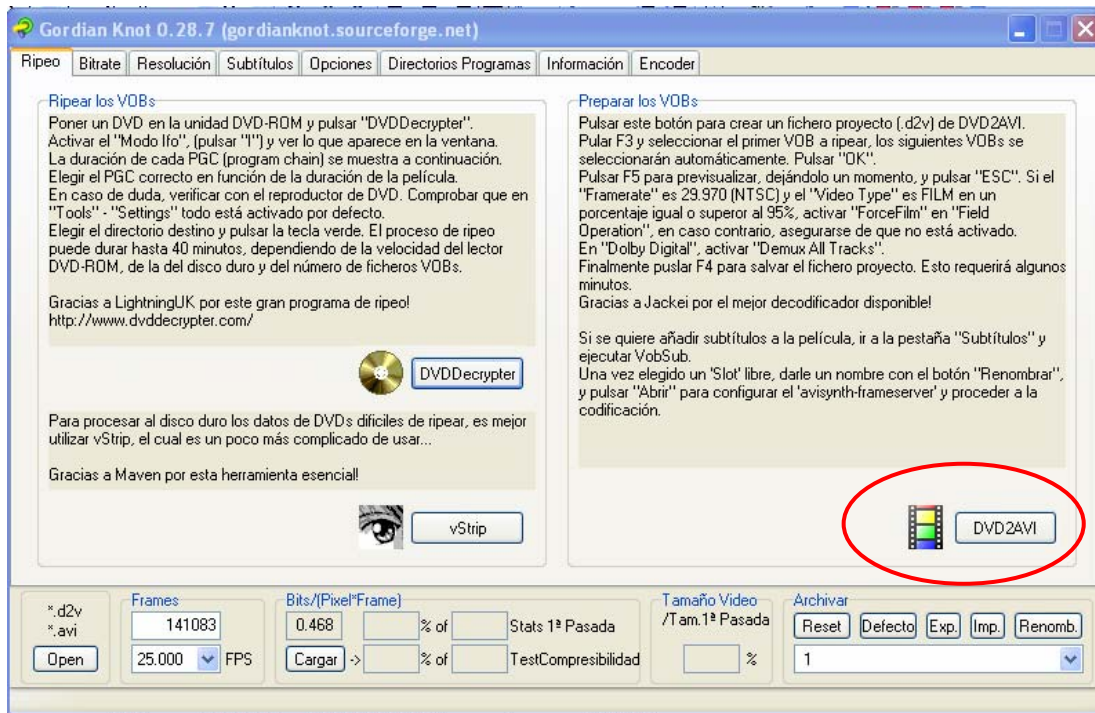 Gordian Knot 0.28.7 (gordianknot.sourceforge.net)
Ripeo Bitrate Resolución Subtítulos Opciones Directorios Programas Información Encoder
Ripear los VOBs
Poner un DVD en la unidad DVD-ROM y pulsar "DVDDecrypter".
Activar el "Modo Ifo", (pulsar "I") y ver lo que aparece en la ventana.
La duración de cada PGC (program chain) se muestra a continuación.
Elegir el PGC correcto en función de la duración de la película.
En caso de duda, verificar con el reproductor de DVD. Comprobar que en
"Tools" - "Settings" todo está activado por defecto.
Elegir el directorio destino y pulsar la tecla verde. El proceso de ripeo
puede durar hasta 40 minutos, dependiendo de la velocidad del lector
DVD-ROM, de la del disco duro y del número de ficheros VOBs.
Gracias a LightningUK por este gran programa de ripeo!
http://www.dvddecrypter.com/
DVDDecrypter
Para procesar al disco duro los datos de DVDs dificiles de ripear, es mejor
utilizar vStrip, el cual es un poco más complicado de usar...
Gracias a Maven por esta herramienta esencial!
vStrip
Preparar los VOBs
Pulsar este botón para crear un fichero proyecto (.d2v) de DVD2AVI.
Pular F3 y seleccionar el primer VOB a ripear, los siguientes VOBs se
seleccionarán automáticamente. Pulsar "OK".
Pulsar F5 para previsualizar, dejándolo un momento, y pulsar "ESC". Si el
"Framerate" es 29.970 (NTSC) y el "Video Type" es FILM en un
porcentaje igual o superor al 95%, activar "ForceFilm" en "Field
Operation", en caso contrario, asegurarse de que no está activado.
En "Dolby Digital", activar "Demux All Tracks".
Finalmente puslar F4 para salvar el fichero proyecto. Esto requerirá algunos
minutos.
Gracias a Jackei por el mejor decodificador disponible!
Si se quiere añadir subtítulos a la película, ir a la pestaña "Subtítulos" y
ejecutar VobSub.
Una vez elegido un 'Slot' libre, darle un nombre con el botón "Renombrar",
y pulsar "Abrir" para configurar el 'avisynth-frameserver' y proceder a la
codificación.
DVD2AVI
*.d2v
*.avi
Open
Frames
141083
25.000 FPS
Bits/(Pixel*Frame)
0.468 % of Stats 1ª Pasada
Cargar -> % of TestCompresibilidad
Tamaño Video
/Tam.1ª Pasada
%
Archivar
Reset Defecto Exp. Imp. Renomb.
1